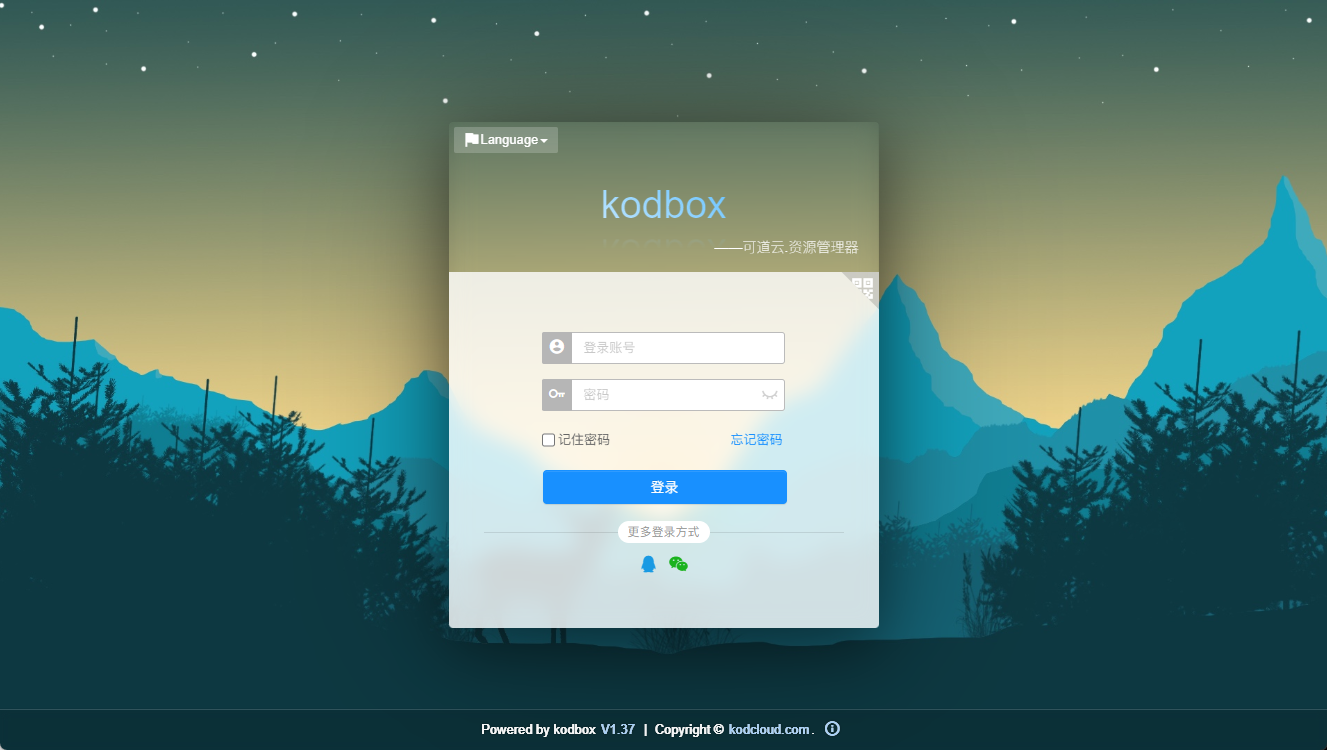 Language
kodbox
——可道云.资源管理器
登录账号
密码
记住密码 忘记密码
登录
更多登录方式
Powered by kodbox V1.37 | Copyright © kodcloud.com.